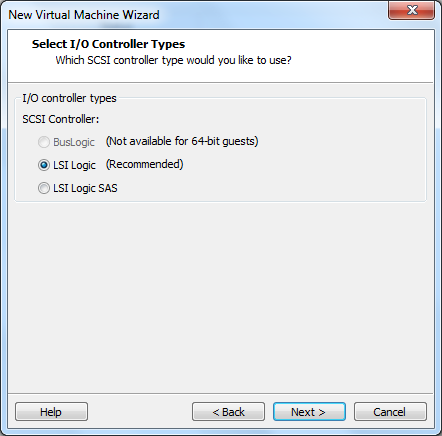 New Virtual Machine Wizard
Select I/O Controller Types
Which SCSI controller type would you like to use?
I/O controller types
SCSI Controller:
BusLogic (Not available for 64-bit guests)
LSI Logic (Recommended)
LSI Logic SAS
Help < Back Next > Cancel